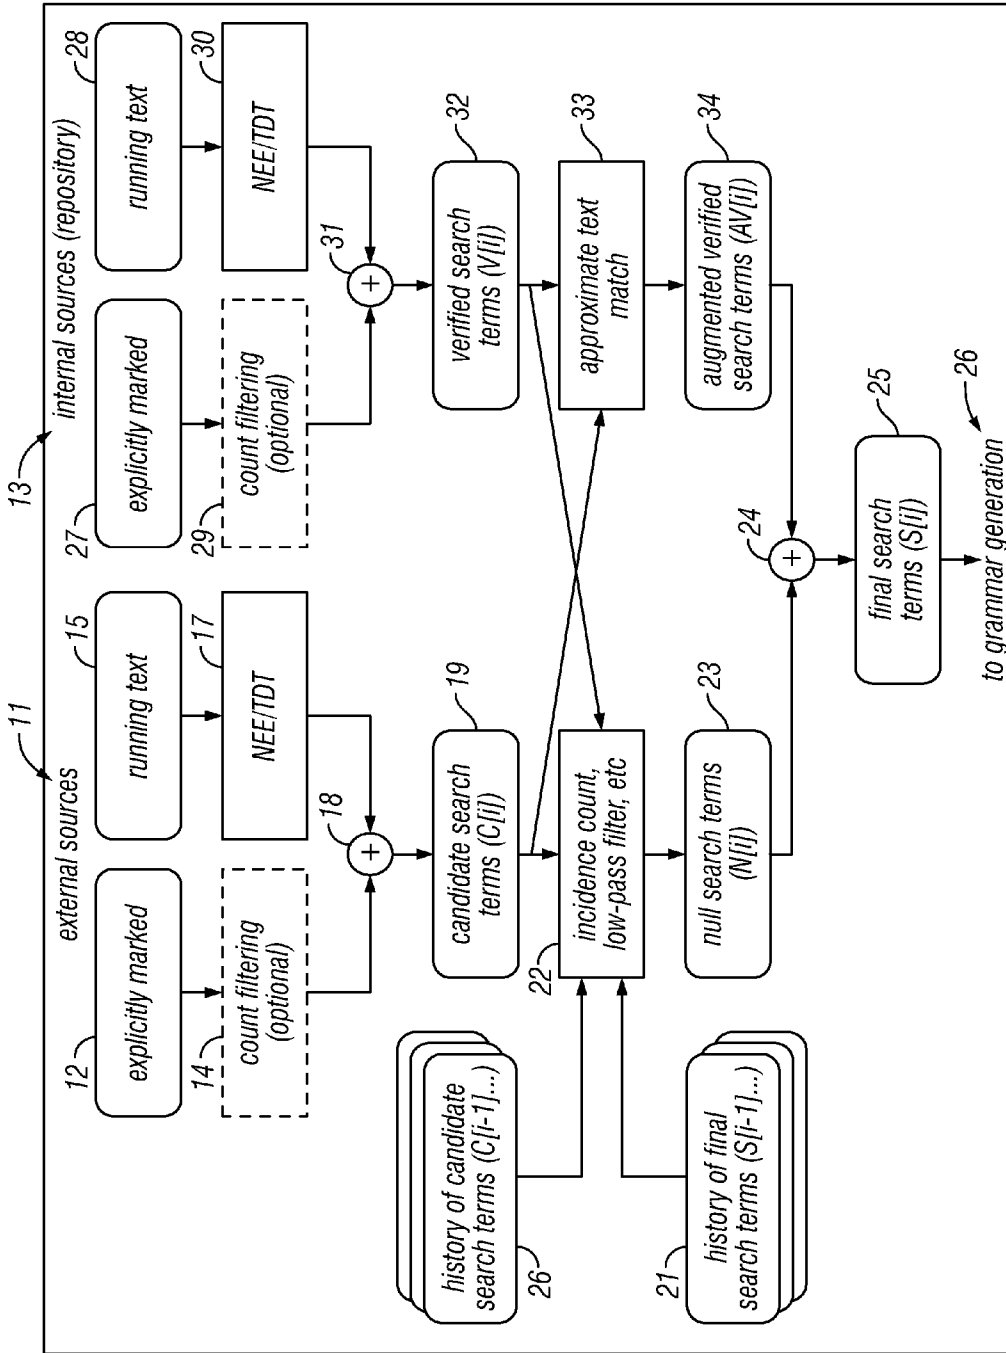 11
external sources
13
internal sources (repository)
12
explicitly marked
15
running text
27
explicitly marked
28
running text
14
count filtering
(optional)
17
NEE/TDT
29
count filtering
(optional)
30
NEE/TDT
18
+
31
+
19
candidate search
terms (C[i])
32
verified search
terms (V[i])
history of candidate
search terms (C[i-1]...)
26
22
incidence count,
low-pass filter, etc
33
approximate text
match
21
history of final
search terms (S[i-1]...)
23
null search terms
(N[i])
34
augmented verified
search terms (AV[i])
24
+
25
final search
terms (S[i])
26
to grammar generation